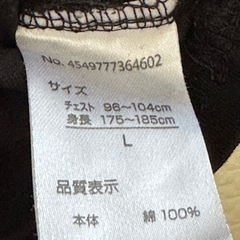 No. 4549777364602
サイズ
チェスト 96～104cm
身長 175～185cm
L
品質表示
本体 綿 100%